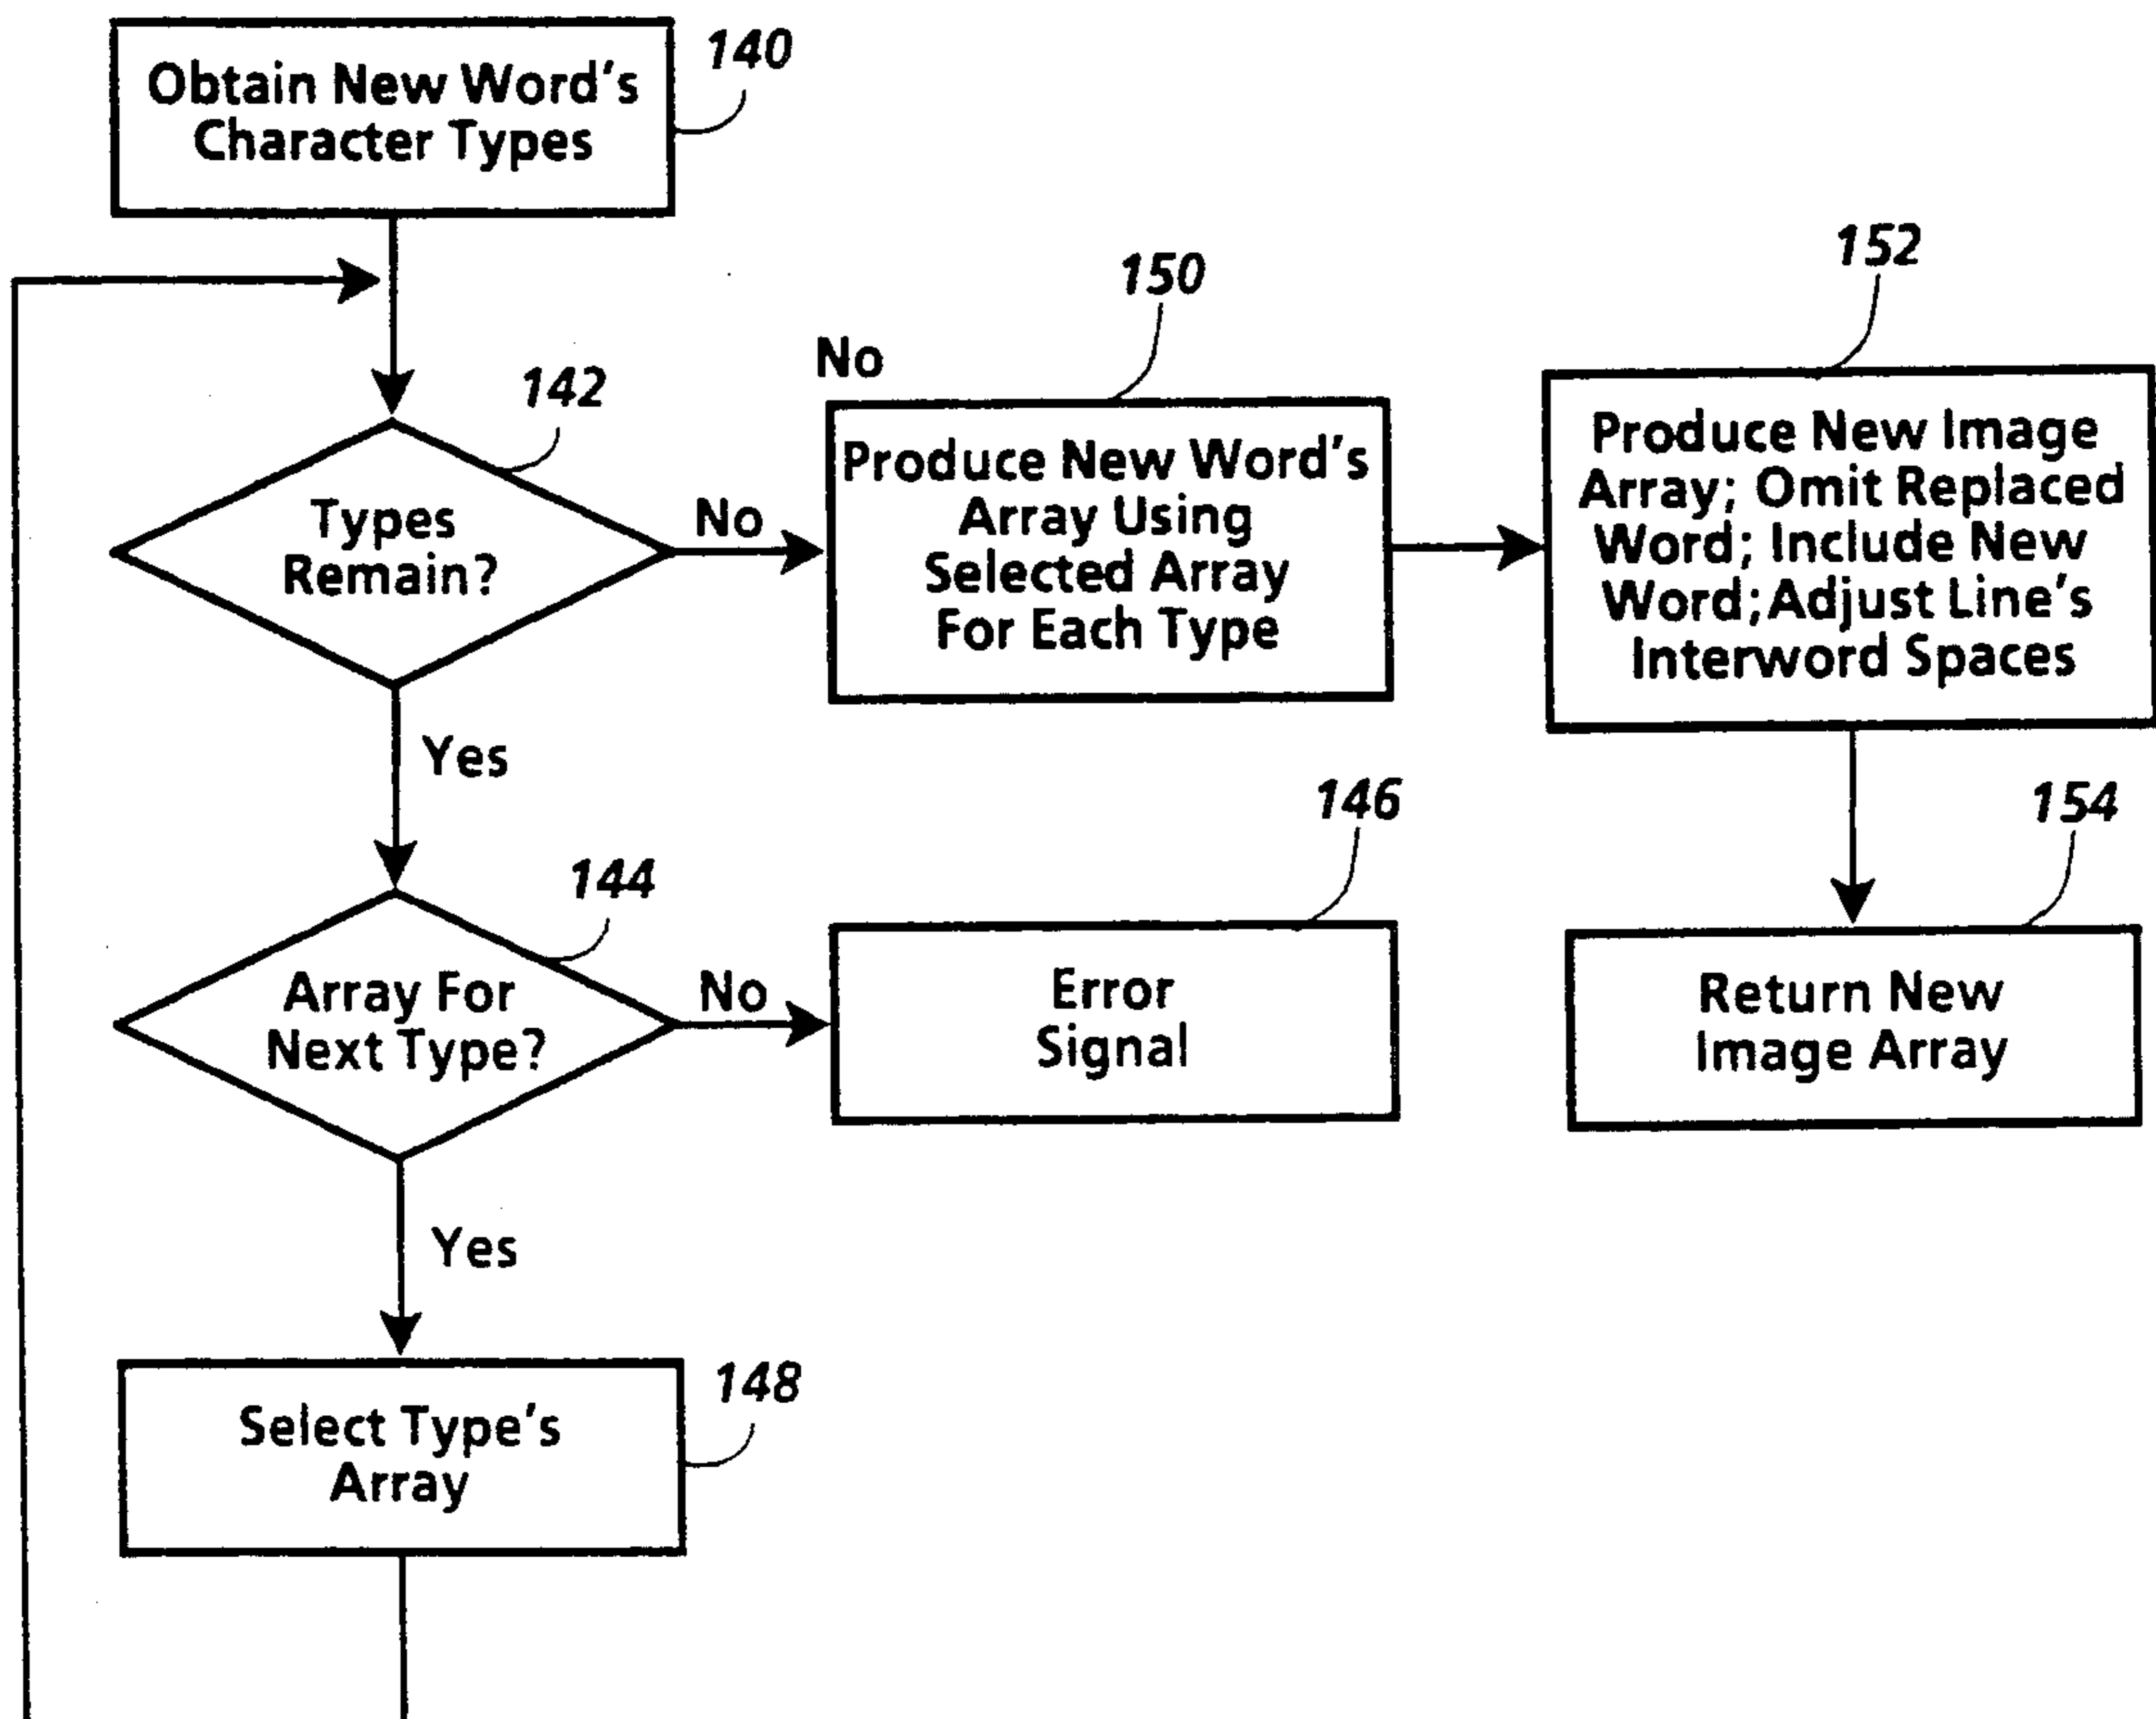 140
Obtain New Word's
Character Types
142
Types
Remain?
No
No
150
Produce New Word's
Array Using
Selected Array
For Each Type
152
Produce New Image
Array; Omit Replaced
Word; Include New
Word;Adjust Line's
Interword Spaces
Yes
144
Array For
Next Type?
No
146
Error
Signal
154
Return New
Image Array
Yes
148
Select Type's
Array